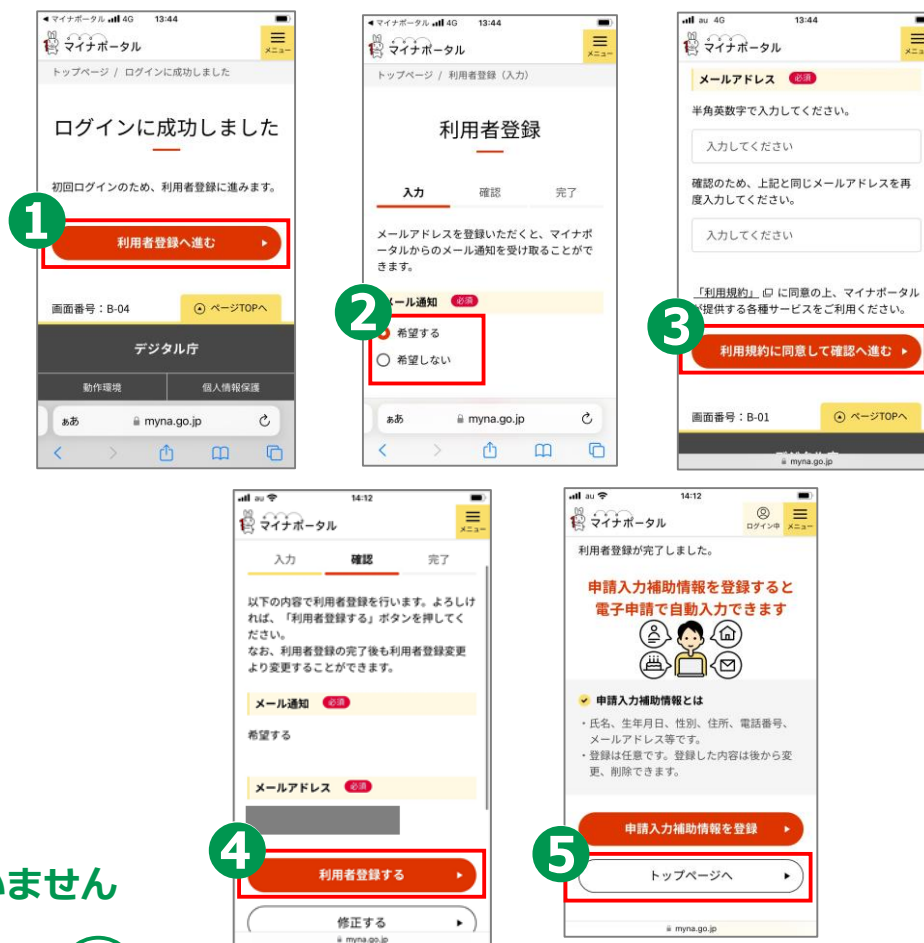 マイナポータル 4G 13:44
マイナポータル
メニュー
トップページ / ログインに成功しました
ログインに成功しました
初回ログインのため、利用者登録に進みます。
1
利用者登録へ進む
画面番号：B-04
ページTOPへ
デジタル庁
動作環境
個人情報保護
ぁあ
myna.go.jp
マイナポータル 4G 13:44
マイナポータル
メニュー
トップページ / 利用者登録（入力）
利用者登録
入力 確認 完了
メールアドレスを登録いただくと、マイナポ
ータルからのメール通知を受け取ることがで
きます。
メール通知 必須
2
希望する
希望しない
ぁあ
myna.go.jp
au 4G 13:44
マイナポータル
メニュー
メールアドレス 必須
半角英数字で入力してください。
入力してください
確認のため、上記と同じメールアドレスを再
度入力してください。
入力してください
「利用規約」 に同意の上、マイナポータル
が提供する各種サービスをご利用ください。
3
利用規約に同意して確認へ進む
画面番号：B-01
ページTOPへ
myna.go.jp
au 14:12
マイナポータル
メニュー
入力 確認 完了
以下の内容で利用者登録を行います。よろしけ
れば、「利用者登録する」ボタンを押してく
ださい。
なお、利用者登録の完了後も利用者登録変更
より変更することができます。
メール通知 必須
希望する
メールアドレス 必須
4
利用者登録する
修正する
myna.go.jp
au 14:12
マイナポータル
ログイン中
メニュー
利用者登録が完了しました。
申請入力補助情報を登録すると
電子申請で自動入力できます
申請入力補助情報とは
・氏名、生年月日、性別、住所、電話番号、
メールアドレス等です。
・登録は任意です。登録した内容は後から変
更、削除できます。
申請入力補助情報を登録
5
トップページへ
myna.go.jp
いません